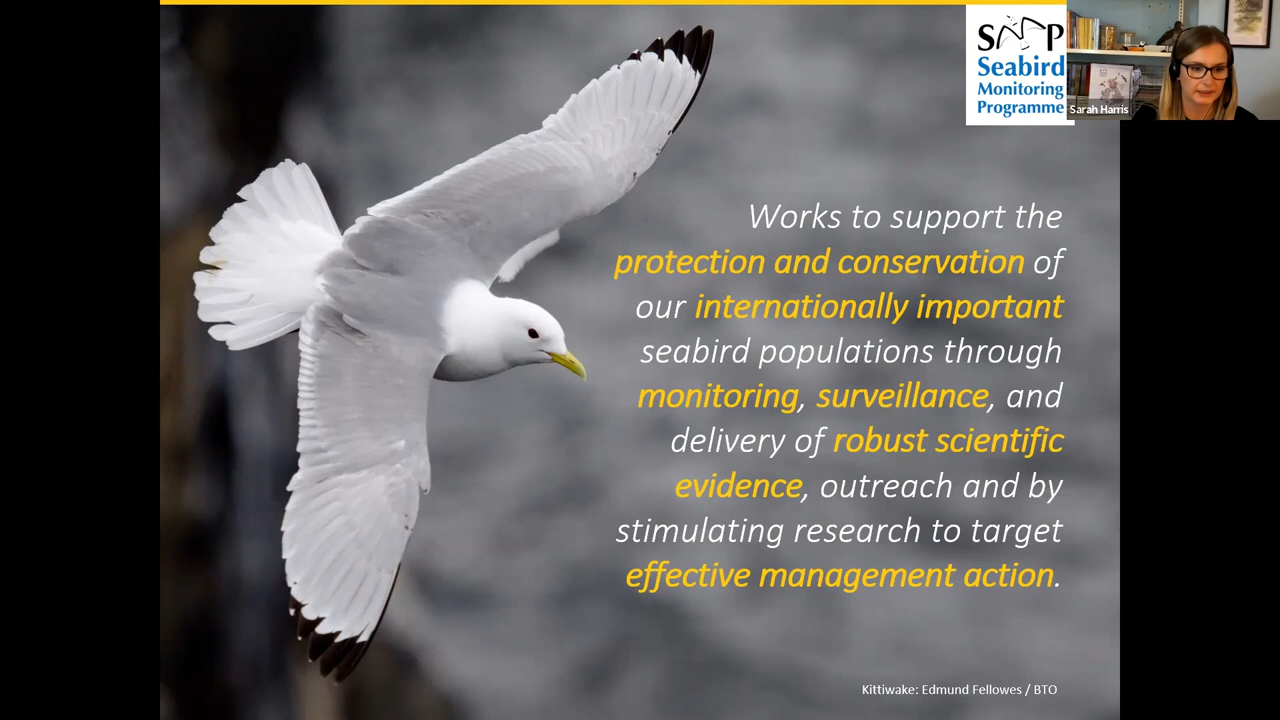 SMP
Seabird
Monitoring
Programme
Sarah Harris
Works to support the
protection and conservation of
our internationally important
seabird populations through
monitoring, surveillance, and
delivery of robust scientific
evidence, outreach and by
stimulating research to target
effective management action.
Kittiwake: Edmund Fellowes / BTO